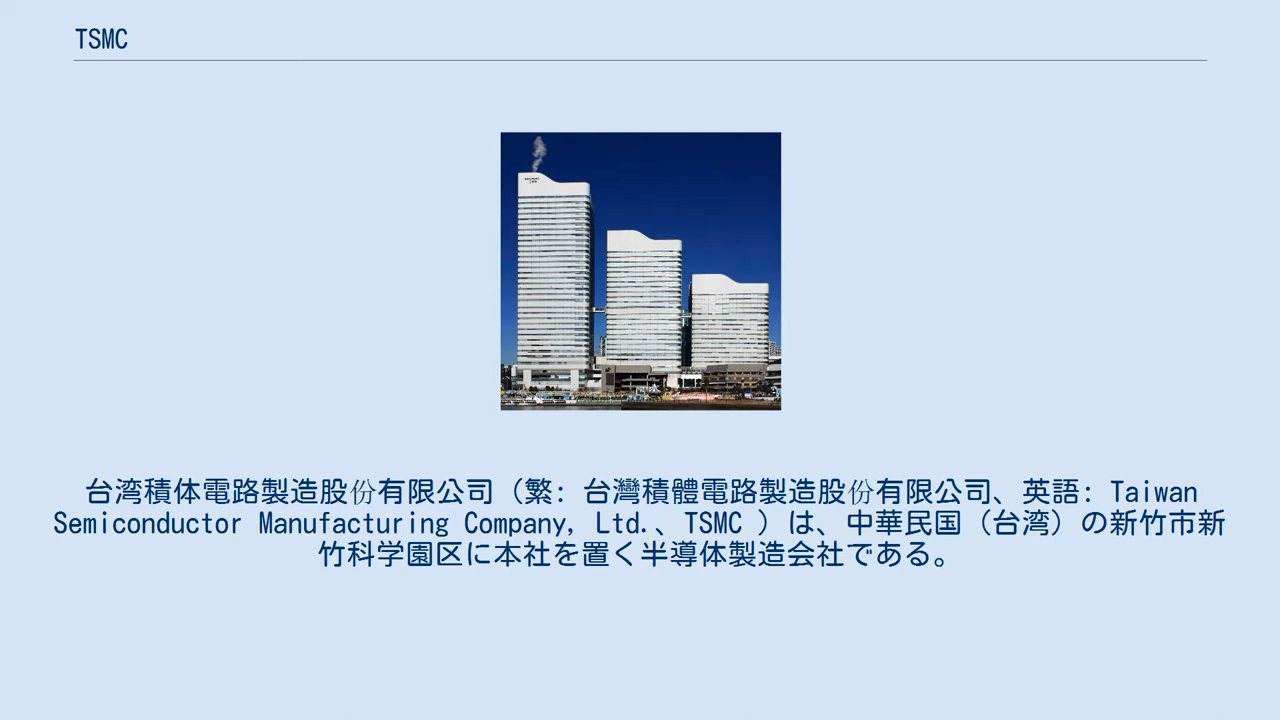 TSMC
台湾積体電路製造股份有限公司（繁: 台灣積體電路製造股份有限公司、英語: Taiwan
Semiconductor Manufacturing Company, Ltd.、TSMC ）は、中華民国（台湾）の新竹市新
竹科学園区に本社を置く半導体製造会社である。